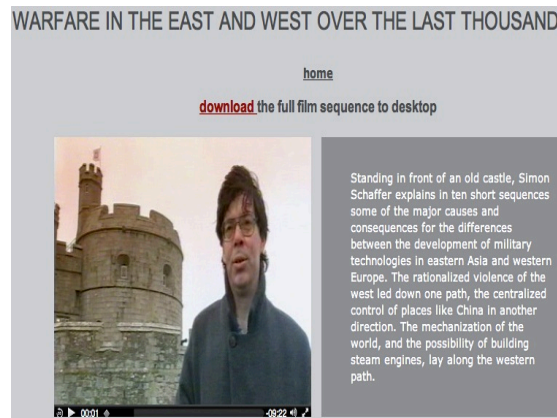 WARFARE IN THE EAST AND WEST OVER THE LAST THOUSAND
home
download the full film sequence to desktop
Standing in front of an old castle, Simon
Schaffer explains in ten short sequences
some of the major causes and
consequences for the differences
between the development of military
technologies in eastern Asia and western
Europe. The rationalized violence of the
west led down one path, the centralized
control of places like China in another
direction. The mechanization of the
world, and the possibility of building
steam engines, lay along the western
path.
00:01
-09:22